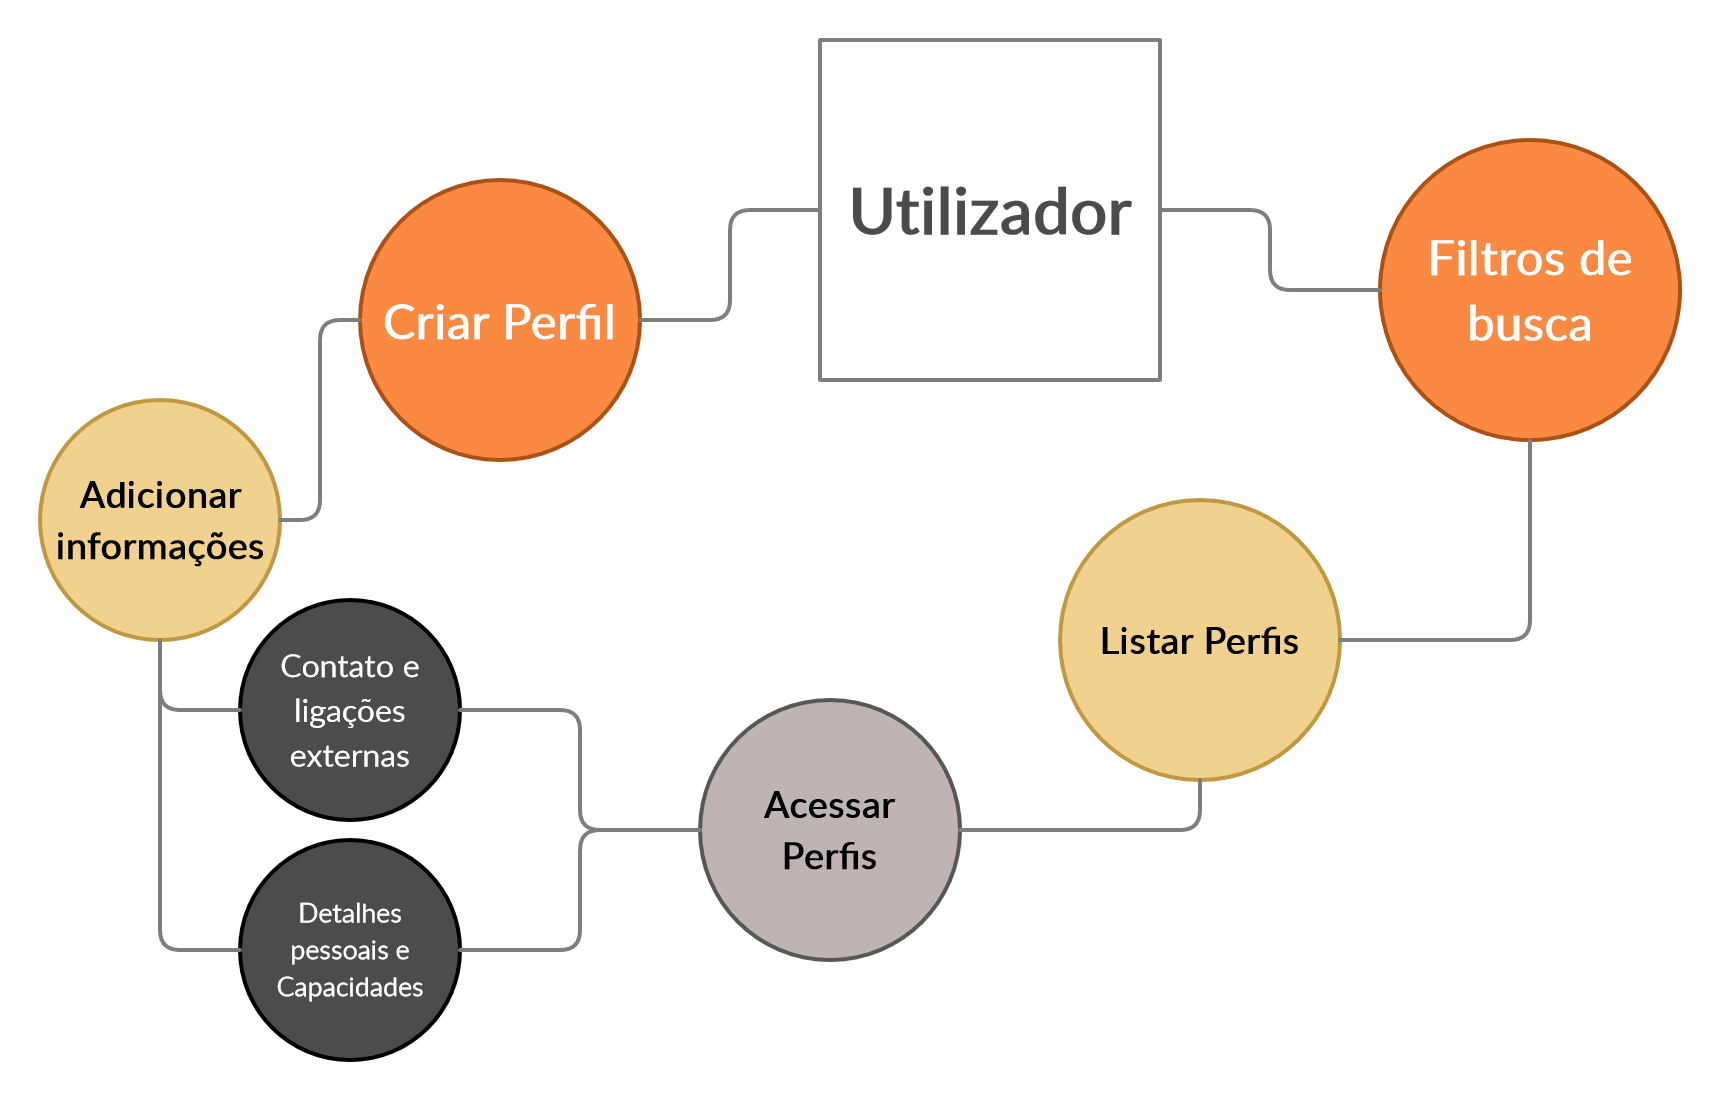 Utilizador
Criar Perfil
Filtros de
busca
Adicionar
informações
Listar Perfis
Contato e
ligações
externas
Acessar
Perfis
Detalhes
pessoais e
Capacidades